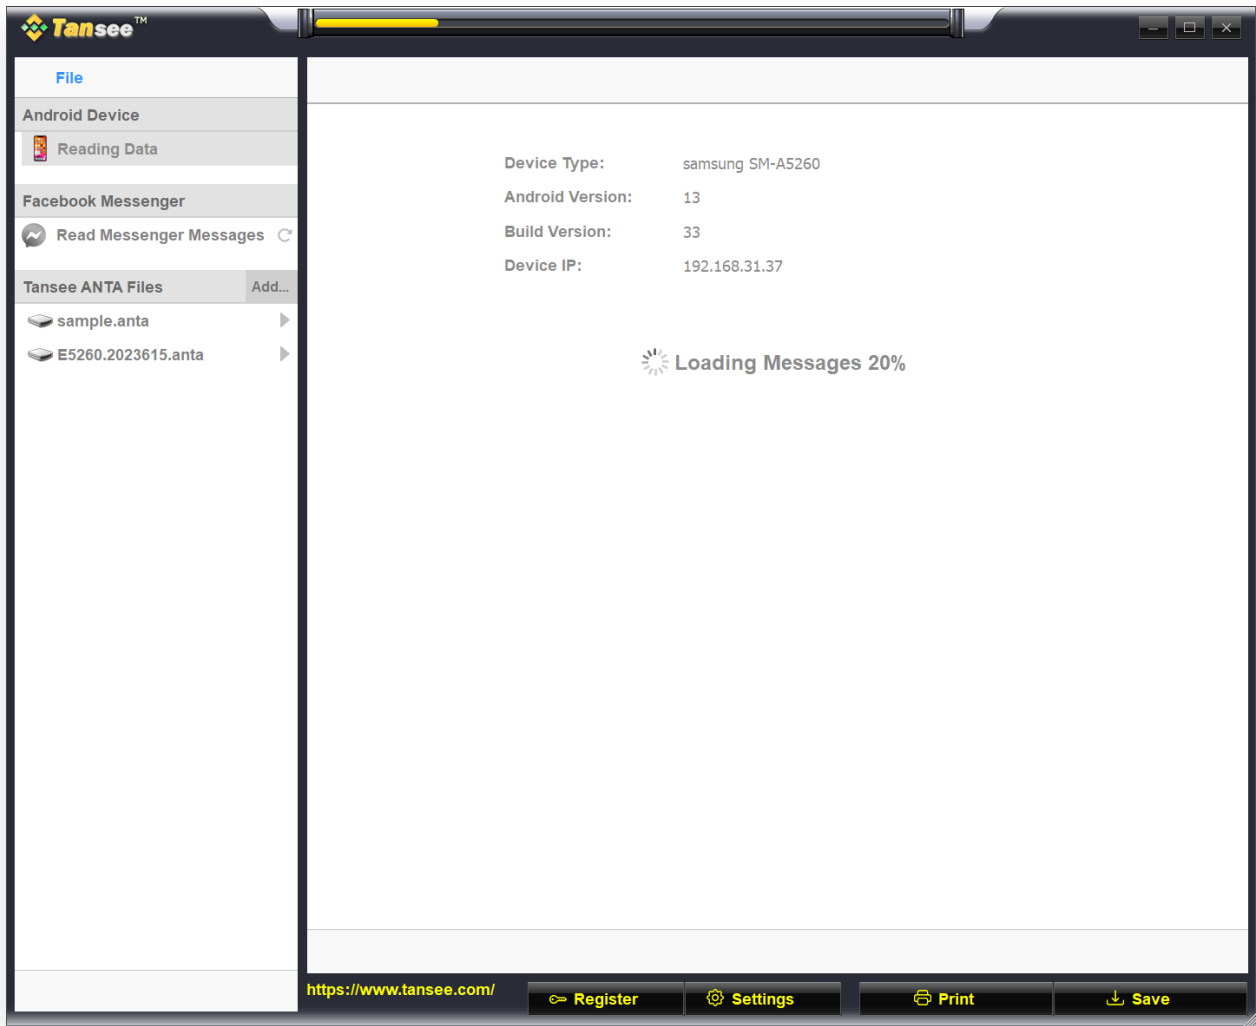 Tansee™
File
Android Device
Reading Data
Facebook Messenger
Read Messenger Messages
Tansee ANTA Files Add...
sample.anta
E5260.2023615.anta
Device Type: samsung SM-A5260
Android Version: 13
Build Version: 33
Device IP: 192.168.31.37
Loading Messages 20%
https://www.tansee.com/ Register Settings Print Save